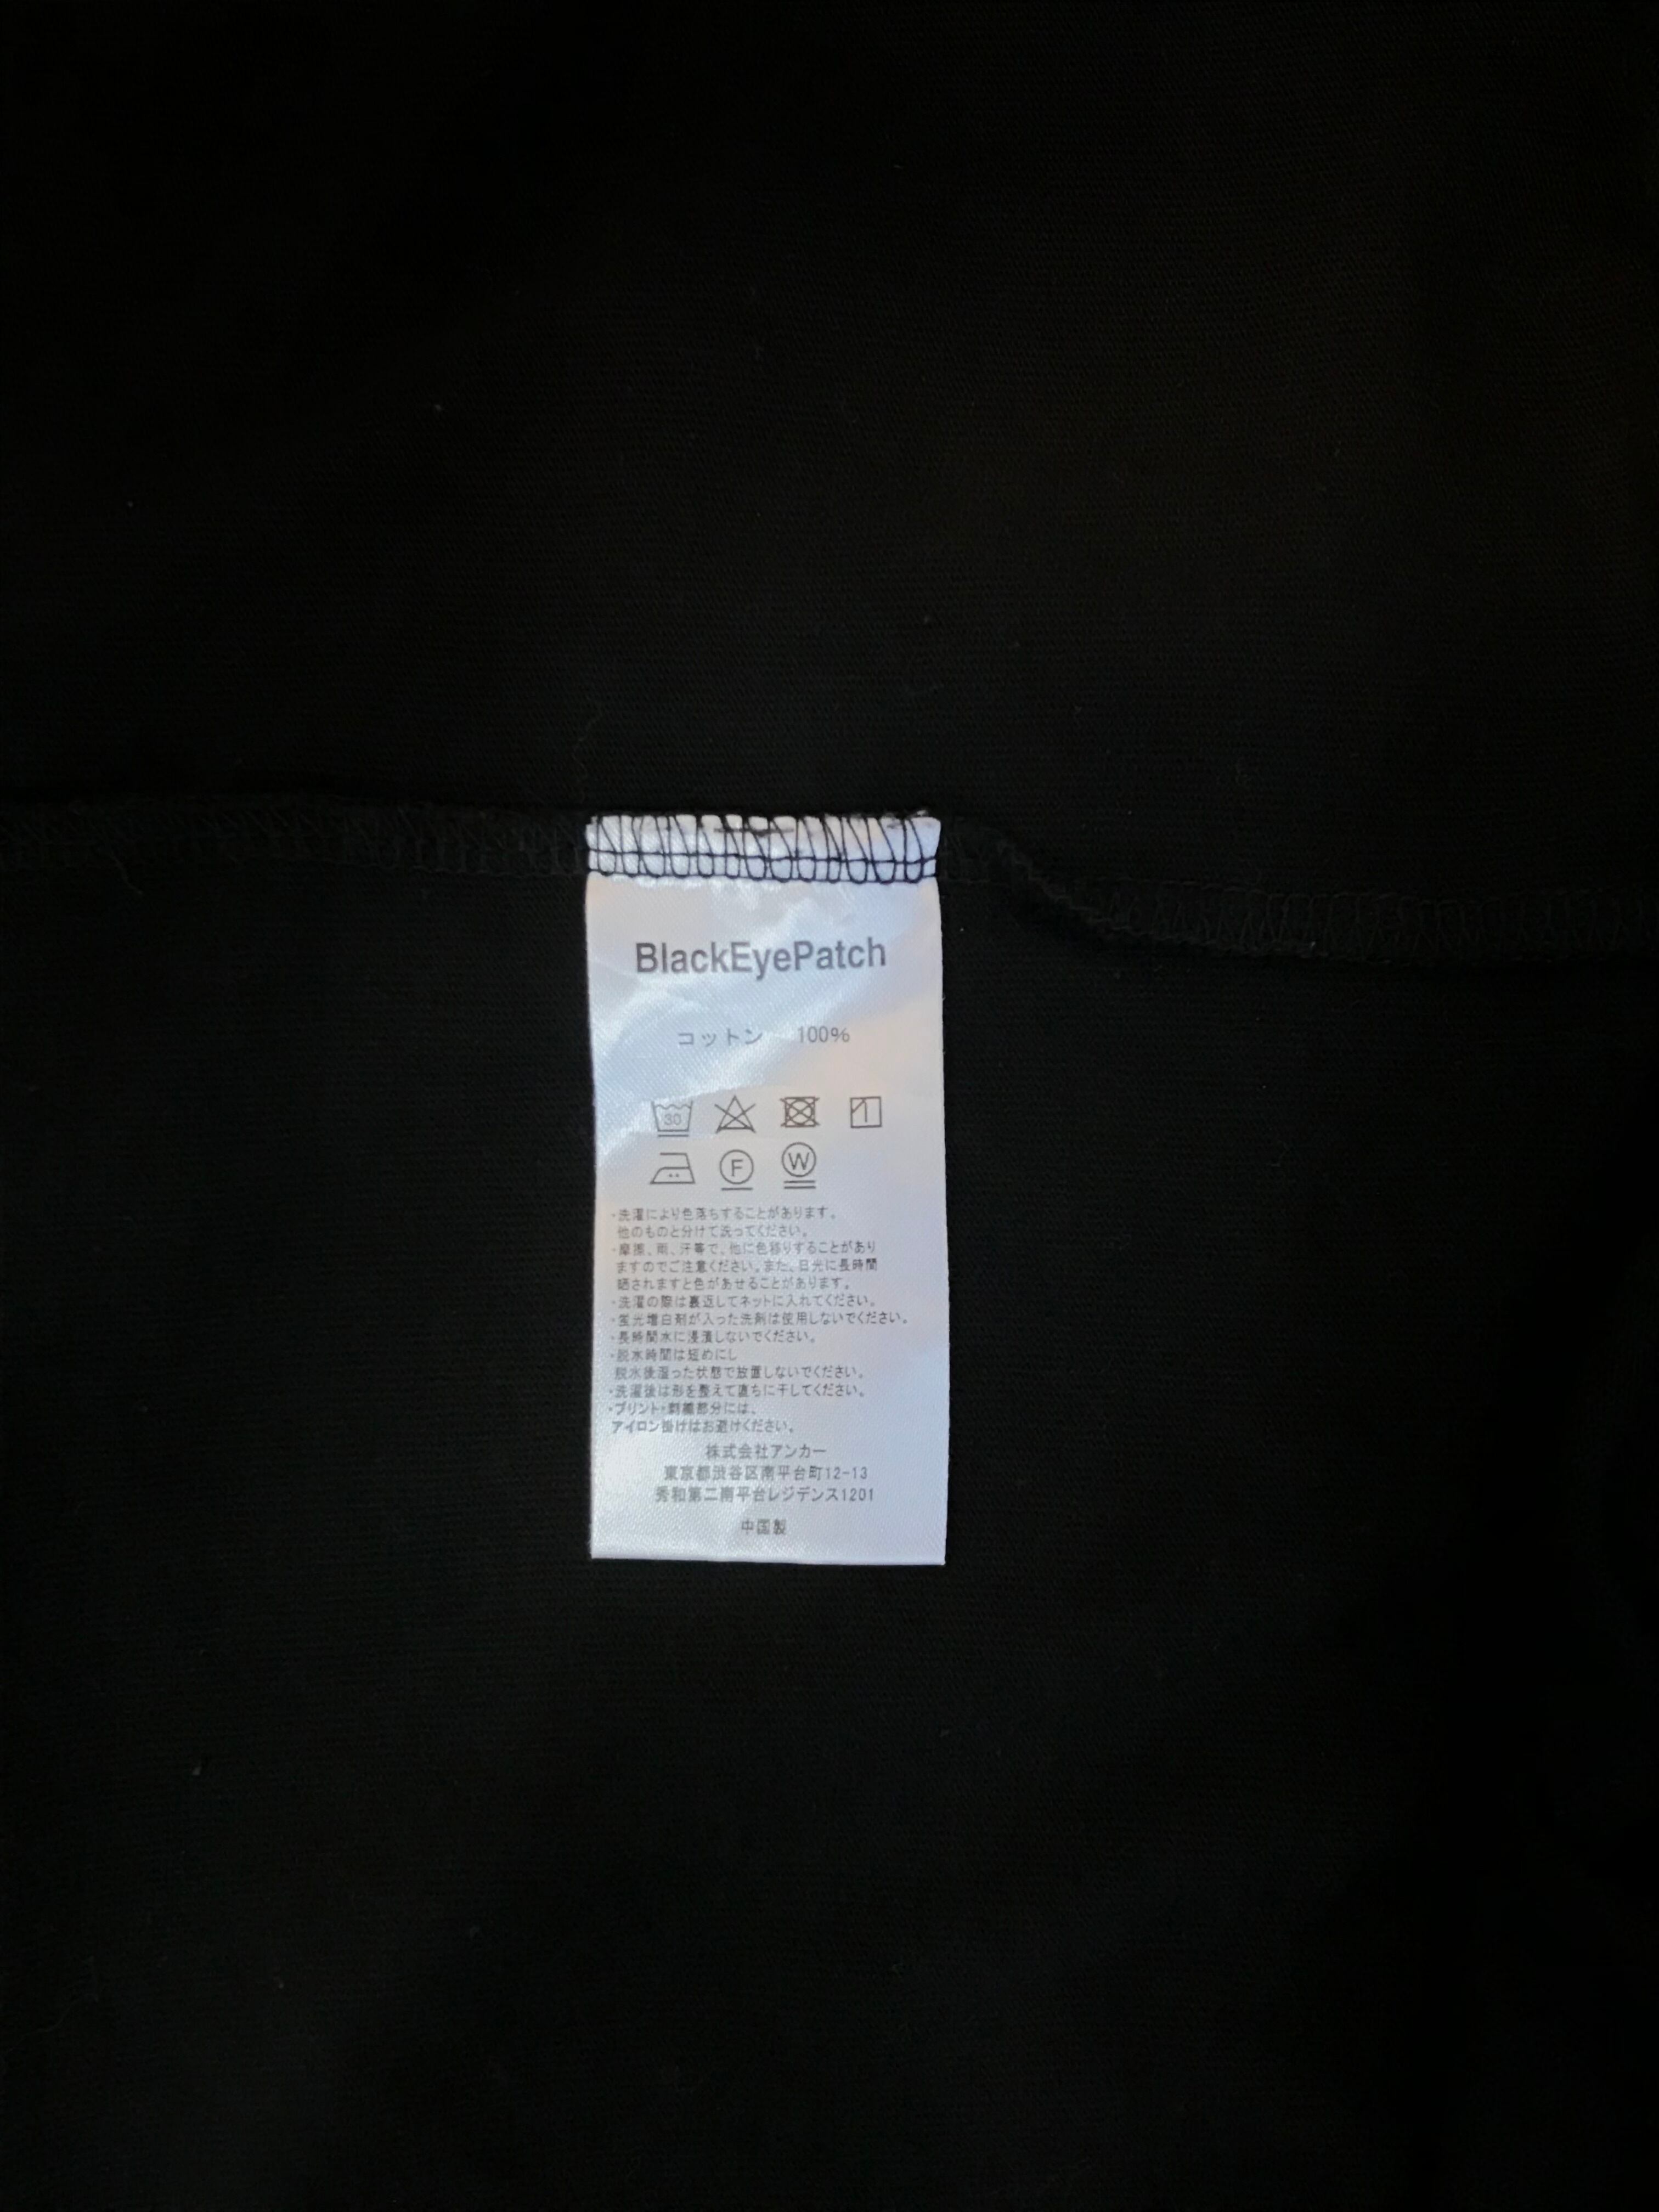 BlackEyePatch
コットン 100%
30
F W
・洗濯により色落ちすることがあります。
他のものと分けて洗ってください。
・摩擦、雨、汗等で、他に色移りすることがあり
ますのでご注意ください。また、日光に長時間
晒されますと色があせることがあります。
・洗濯の際は裏返してネットに入れてください。
・蛍光増白剤が入った洗剤は使用しないでください。
・長時間水に浸漬しないでください。
・脱水時間は短めにし
脱水後湿った状態で放置しないでください。
・洗濯後は形を整えて直ちに干してください。
・プリント・刺繍部分には、
アイロン掛けはお避けください。
株式会社アンカー
東京都渋谷区南平台町12-13
秀和第二南平台レジデンス1201
中国製